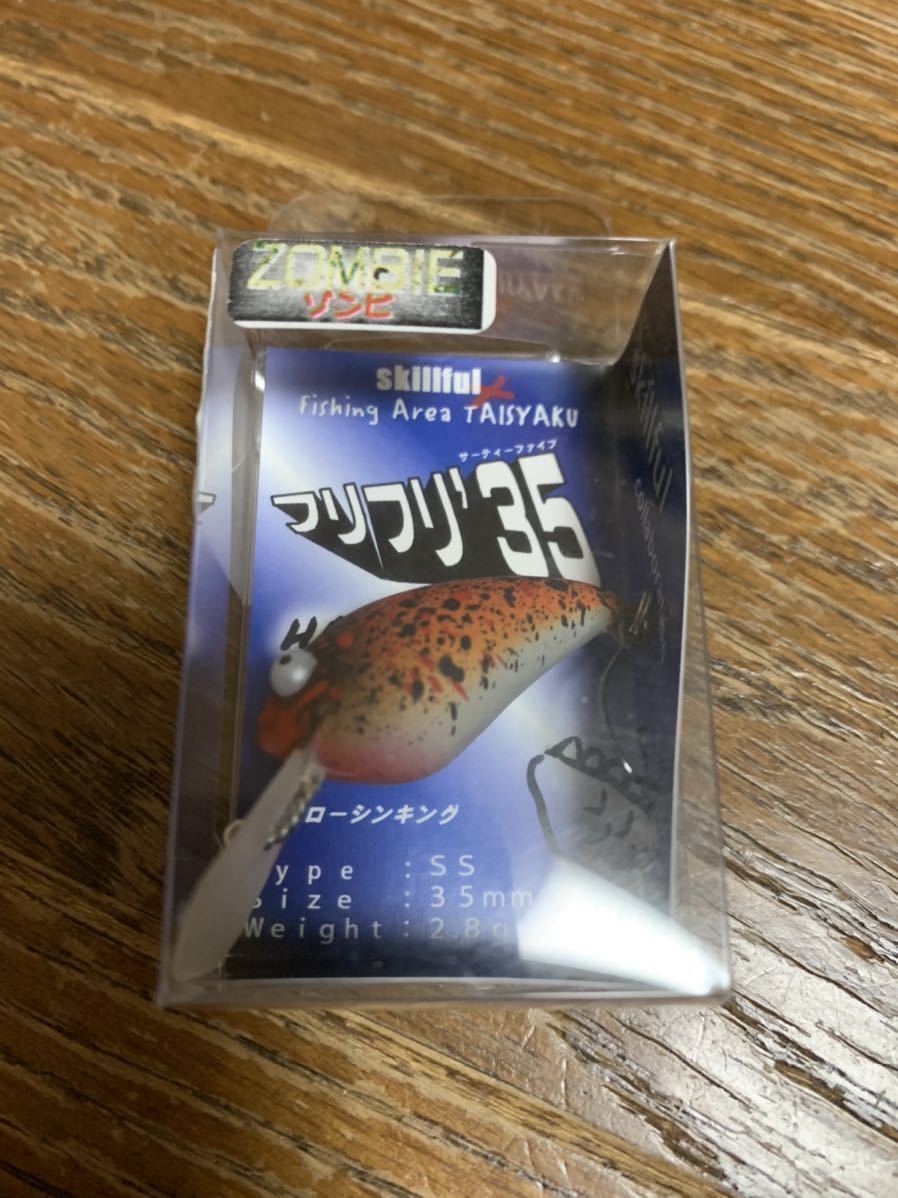 ZOMBIE
ゾンビ
skillful
Fishing Area TAISYAKU
サーティーファイブ
フリフリ'35
ローシンキング
ype : SS
size : 35mm
Weight : 2.8g